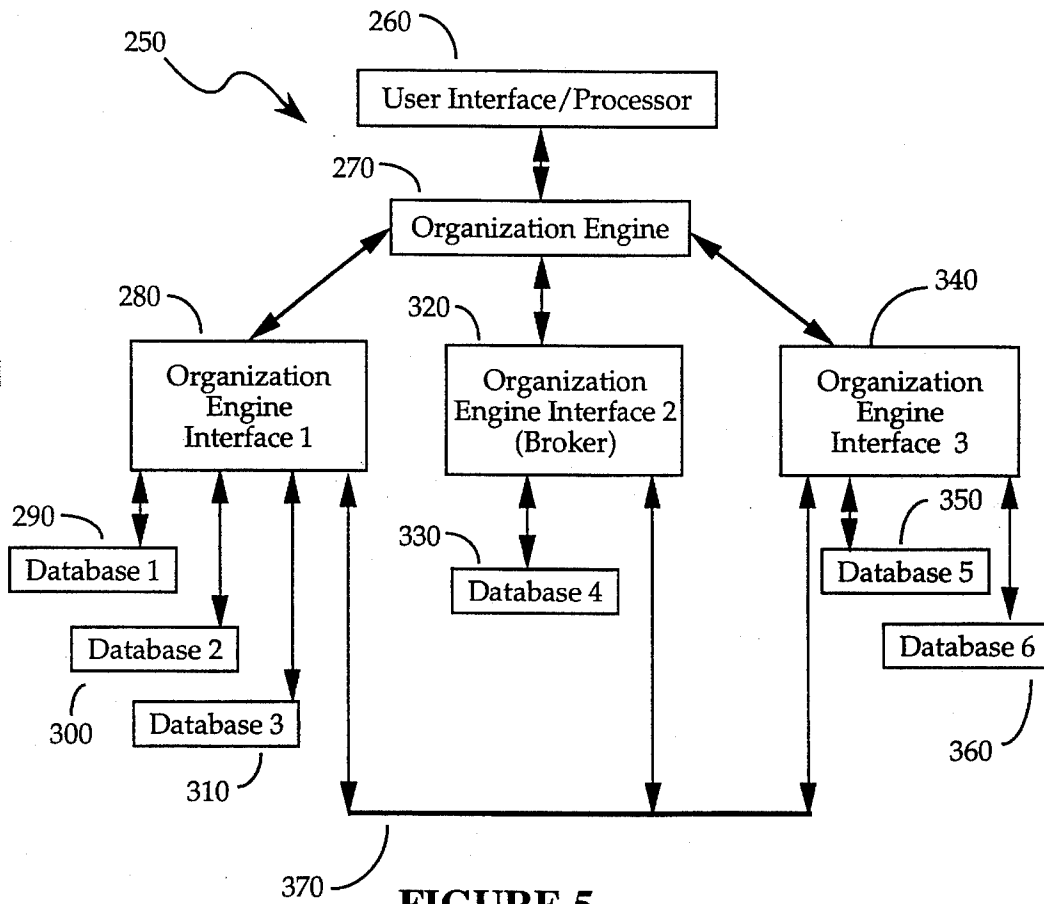 260
250
User Interface/Processor
270
Organization Engine
280
320
340
Organization
Engine
Interface 1
Organization
Engine Interface 2
(Broker)
Organization
Engine
Interface 3
290
330
350
Database 1
Database 4
Database 5
Database 2
Database 6
300
Database 3
310
360
370
FIGURE 5